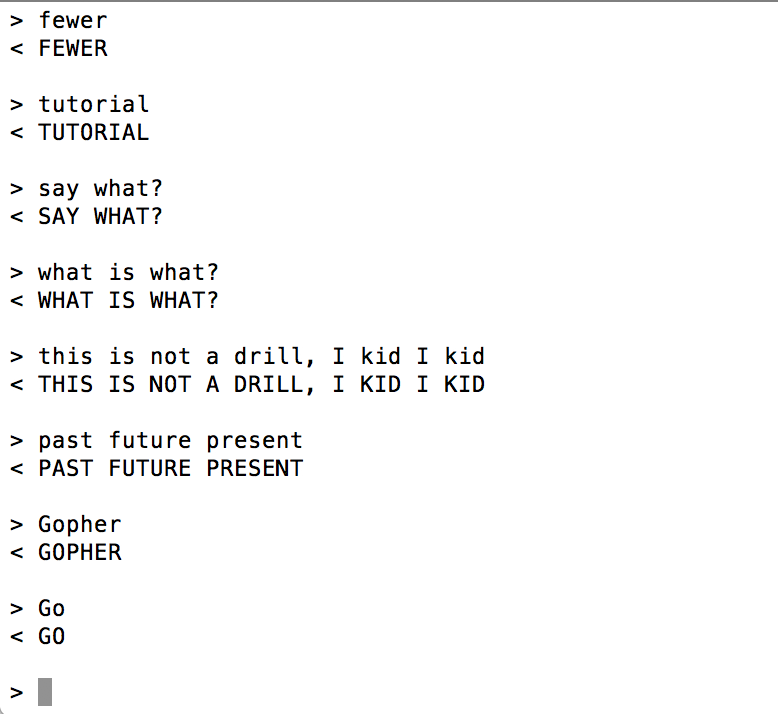 > fewer
< FEWER
> tutorial
< TUTORIAL
> say what?
< SAY WHAT?
> what is what?
< WHAT IS WHAT?
> this is not a drill, I kid I kid
< THIS IS NOT A DRILL, I KID I KID
> past future present
< PAST FUTURE PRESENT
> Gopher
< GOPHER
> Go
< GO
>